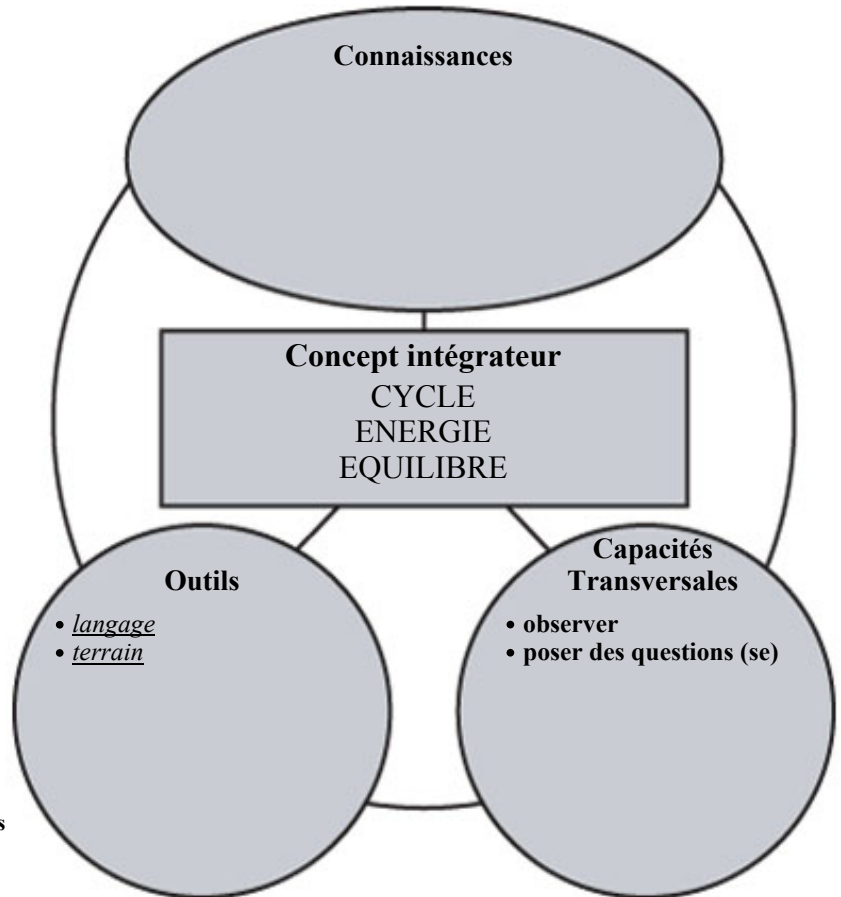 Connaissances
Concept intégrateur
CYCLE
ENERGIE
EQUILIBRE
Outils
• langage
• terrain
Capacités
Transversales
• observer
• poser des questions (se)